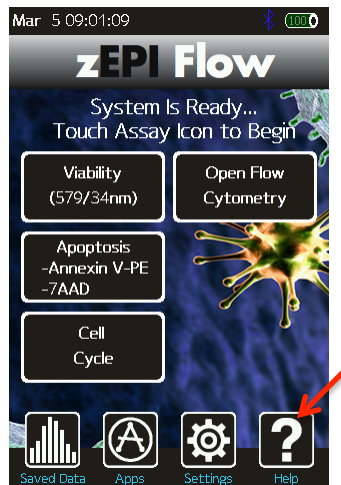 Mar 5 09:01:09
100
zEPI Flow
System Is Ready...
Touch Assay Icon to Begin
Viability
(579/34nm)
Open Flow
Cytometry
Apoptosis
-Annexin V-PE
-7AAD
Cell
Cycle
?
Saved Data Apps Settings Help